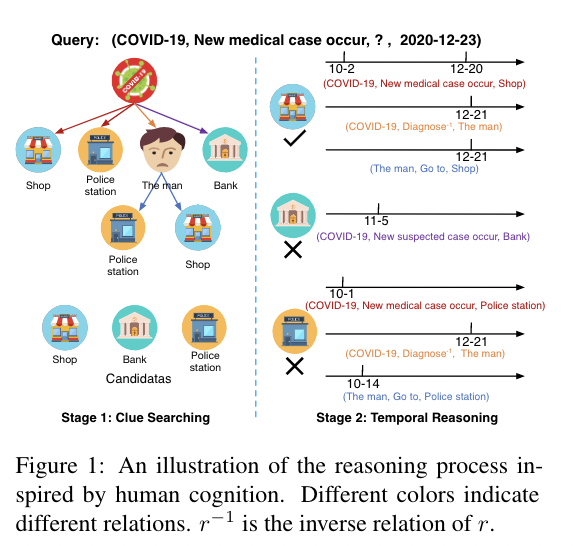 Query: (COVID-19, New medical case occur, ? , 2020-12-23)
COVID-19
Shop
Police
station
The man
Bank
Police
station
Shop
Shop
Bank
Police
station
Candidatas
Stage 1: Clue Searching
10-2
12-20
(COVID-19, New medical case occur, Shop)
12-21
(COVID-19, Diagnose⁻¹, The man)
12-21
(The man, Go to, Shop)
11-5
(COVID-19, New suspected case occur, Bank)
10-1
(COVID-19, New medical case occur, Police station)
12-21
(COVID-19, Diagnose⁻¹, The man)
10-14
(The man, Go to, Police station)
Stage 2: Temporal Reasoning
Figure 1: An illustration of the reasoning process in-
spired by human cognition. Different colors indicate
different relations. r⁻¹ is the inverse relation of r.